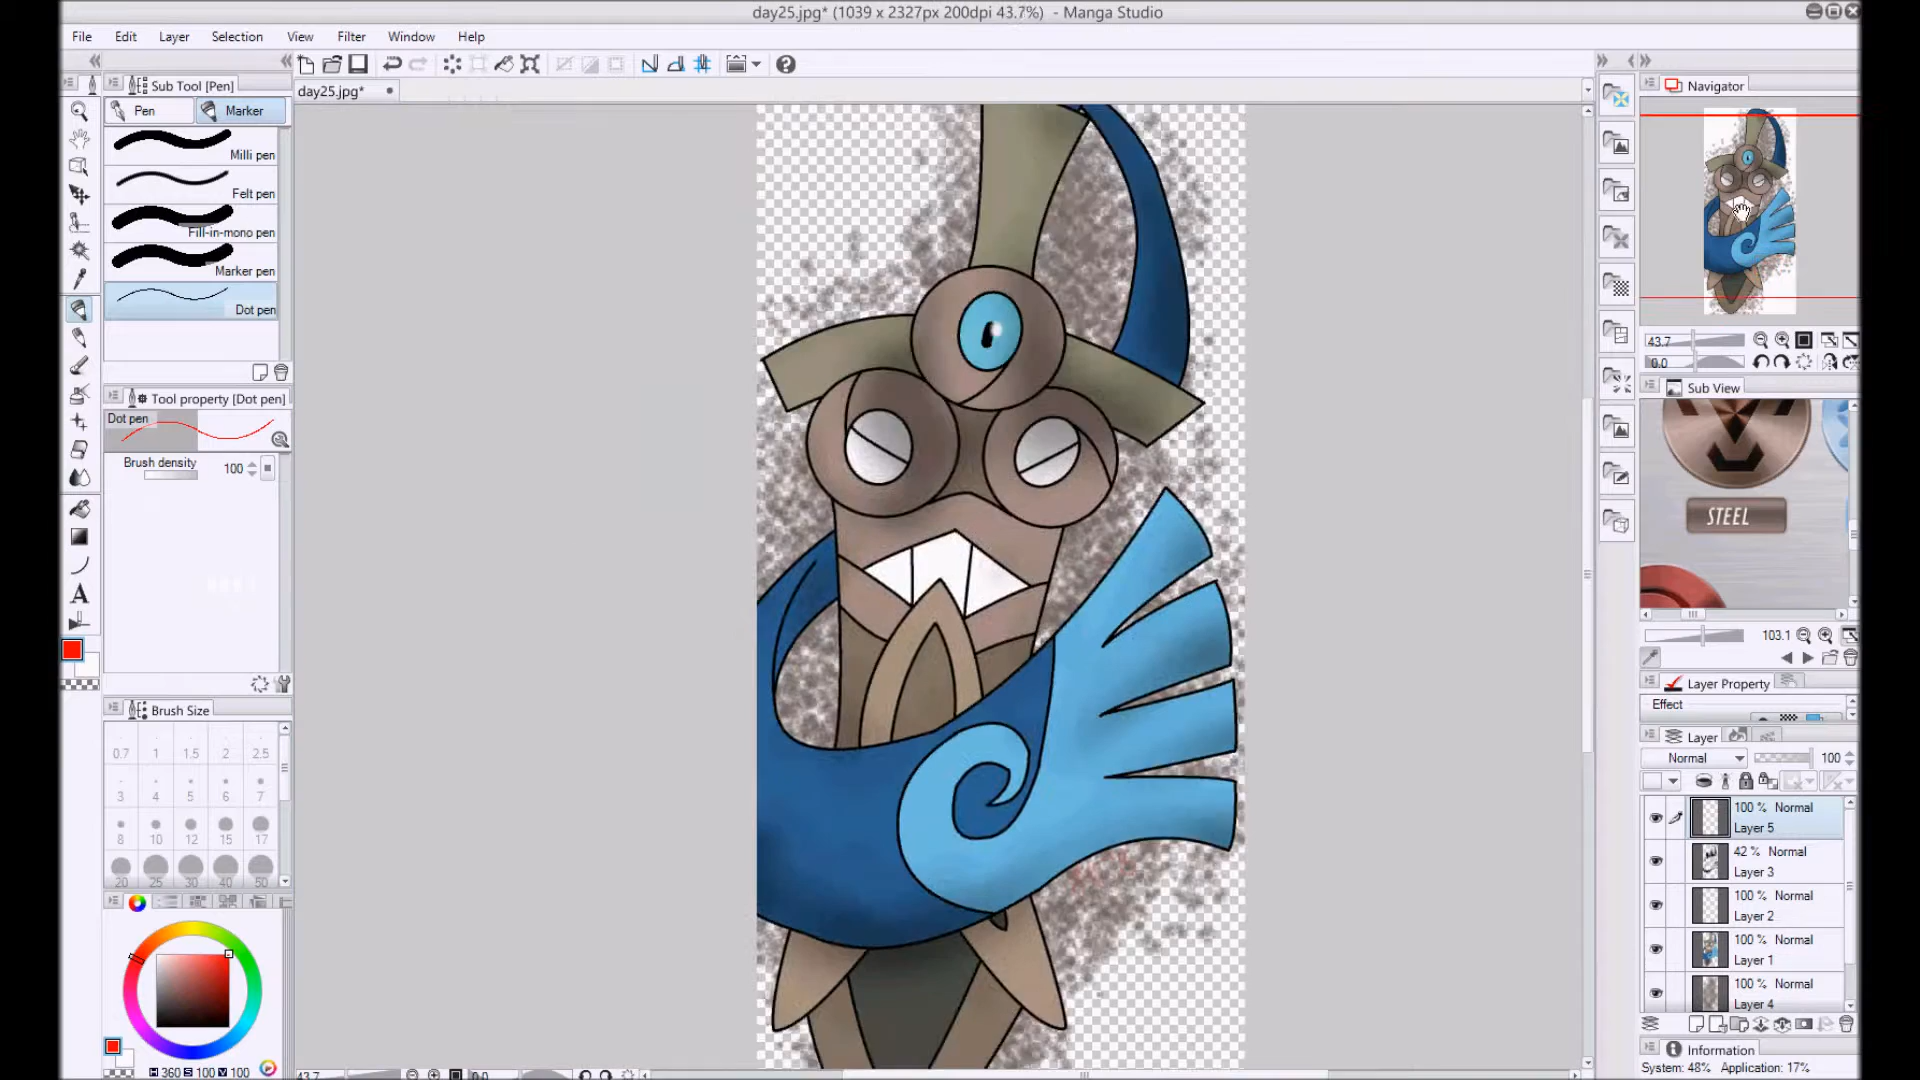 day25.jpg* (1039 x 2327px 200dpi 43.7%) - Manga Studio
File Edit Layer Selection View Filter Window Help
Sub Tool [Pen]
day25.jpg*
Navigator
Pen Marker
Milli pen
Felt pen
Fill-in-mono pen
Marker pen
Dot pen
43.7
0.0
Sub View
Tool property [Dot pen]
Dot pen
Brush density 100
STEEL
103.1
Layer Property
Effect
Brush Size
0.7 1 1.5 2 2.5
3 4 5 6 7
8 10 12 15 17
20 25 30 40 50
Layer
Normal 100
100 % Normal
Layer 5
42 % Normal
Layer 3
100 % Normal
Layer 2
100 % Normal
Layer 1
100 % Normal
Layer 4
Information
System: 48% Application: 17%
H 360 S 100 V 100
43.7 0.0